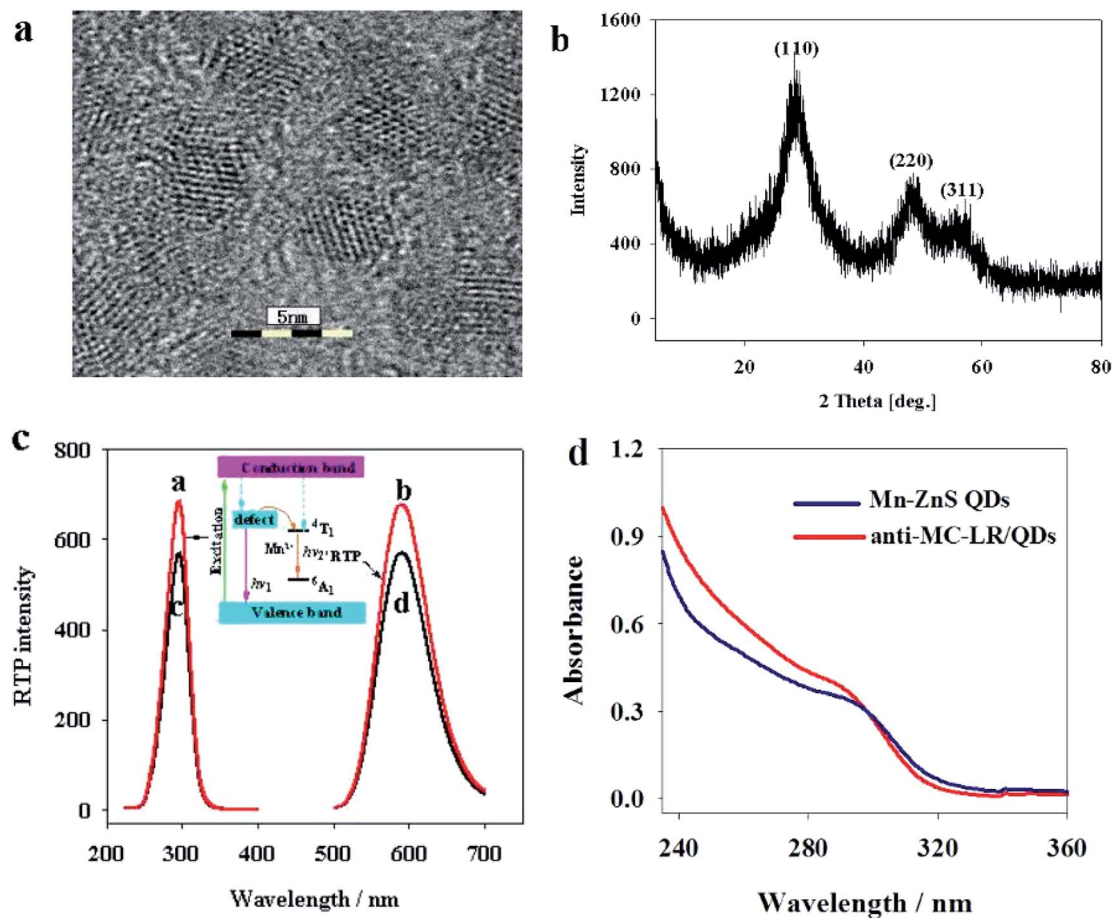 a
5nm
b
1600
1200
800
400
0
Intensity
(110)
(220)
(311)
20
40
60
80
2 Theta [deg.]
c
800
600
400
200
0
RTP intensity
a
b
c
d
Conduction band
defect
⁴T₁
Mn²⁺
hν₂, RTP
⁶A₁
hν₁
Excitation
Valence band
200
300
400
500
600
700
Wavelength / nm
d
1.2
0.9
0.6
0.3
0.0
Absorbance
Mn-ZnS QDs
anti-MC-LR/QDs
240
280
320
360
Wavelength / nm